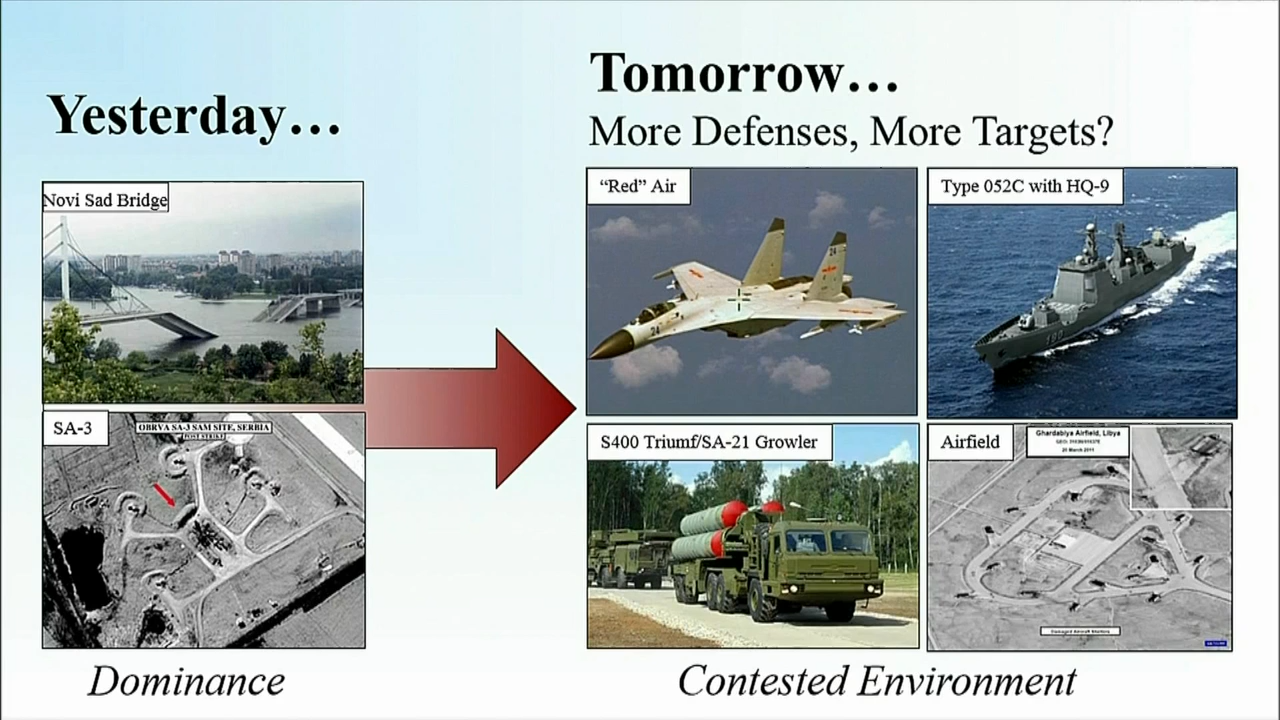 Yesterday…
Novi Sad Bridge
SA-3
OBRVA SA-3 SAM SITE, SERBIA
POST STRIKE
Dominance
Tomorrow…
More Defenses, More Targets?
“Red” Air
24
24
Type 052C with HQ-9
S400 Triumf/SA-21 Growler
Airfield
Ghardabiya Airfield, Libya
20 March 2011
Damaged Aircraft Shelters
Contested Environment